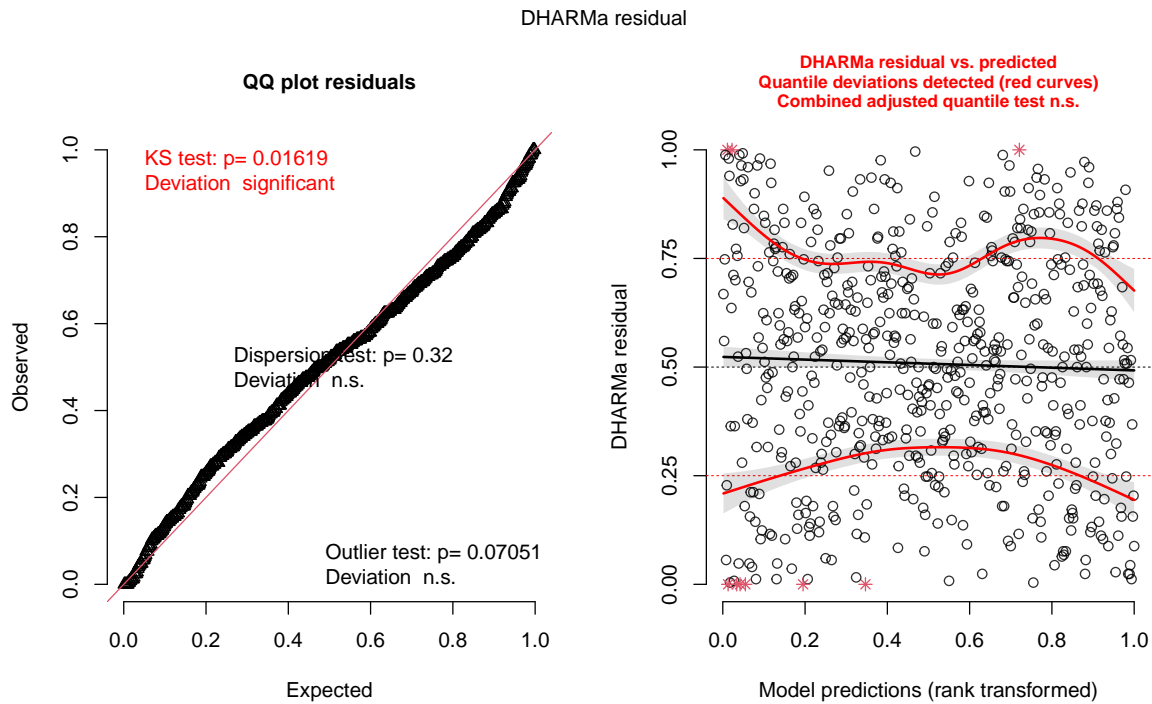 DHARMa residual
QQ plot residuals
KS test: p= 0.01619
Deviation  significant
Dispersion test: p= 0.32
Deviation  n.s.
Outlier test: p= 0.07051
Deviation  n.s.
Observed
0.0
0.2
0.4
0.6
0.8
1.0
0.0
0.2
0.4
0.6
0.8
1.0
Expected
DHARMa residual vs. predicted
Quantile deviations detected (red curves)
Combined adjusted quantile test n.s.
DHARMa residual
0.00
0.25
0.50
0.75
1.00
0.0
0.2
0.4
0.6
0.8
1.0
Model predictions (rank transformed)